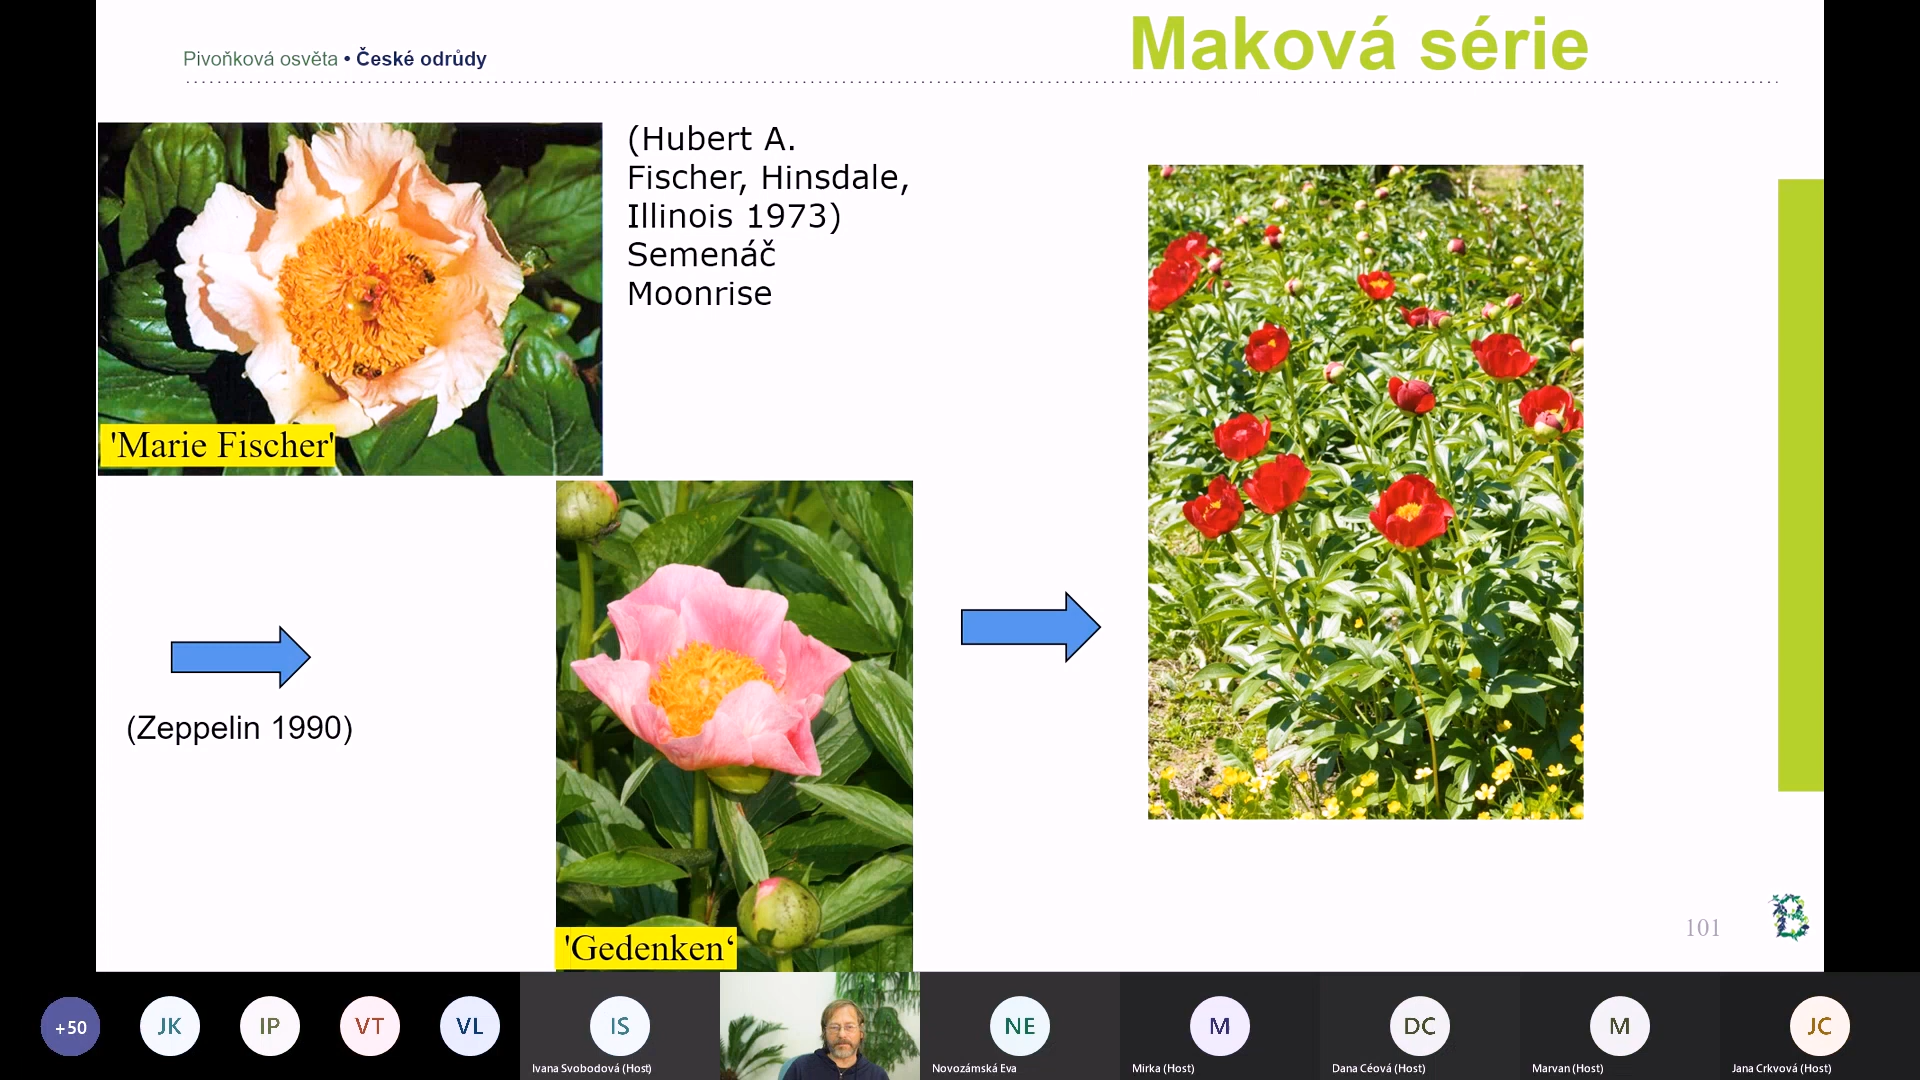 Pivoňková osvěta • České odrůdy
Maková série
(Hubert A.
Fischer, Hinsdale,
Illinois 1973)
Semenáč
Moonrise
'Marie Fischer'
(Zeppelin 1990)
'Gedenken‘
101
B
+50
JK
IP
VT
VL
IS
NE
M
DC
M
JC
Ivana Svobodová (Host)
Novozámská Eva
Mirka (Host)
Dana Céová (Host)
Marvan (Host)
Jana Crkvová (Host)